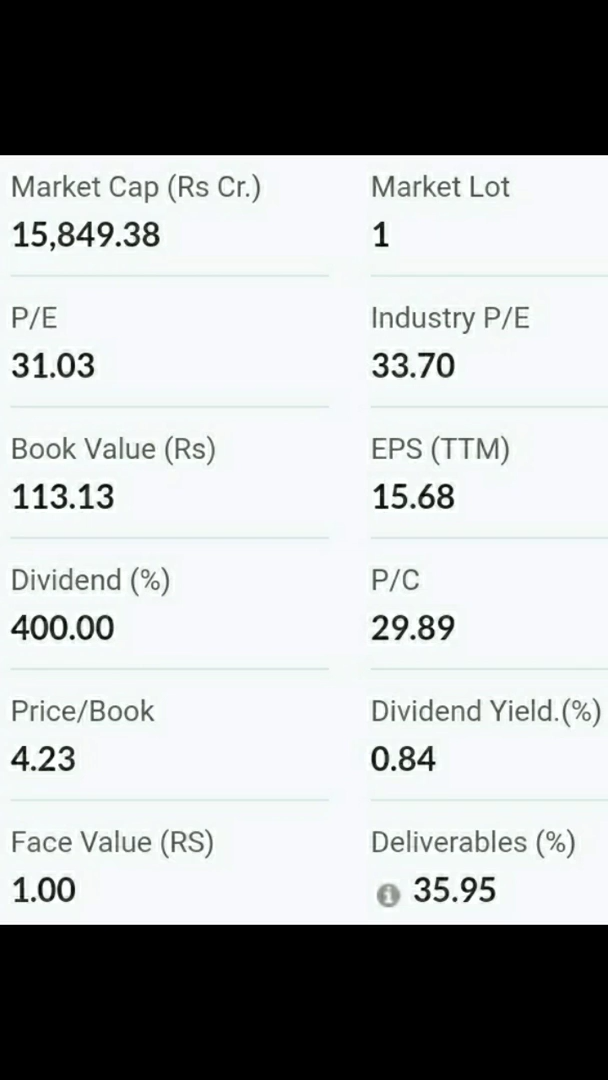 Market Cap (Rs Cr.)
15,849.38
Market Lot
1
P/E
31.03
Industry P/E
33.70
Book Value (Rs)
113.13
EPS (TTM)
15.68
Dividend (%)
400.00
P/C
29.89
Price/Book
4.23
Dividend Yield.(%)
0.84
Face Value (RS)
1.00
Deliverables (%)
35.95